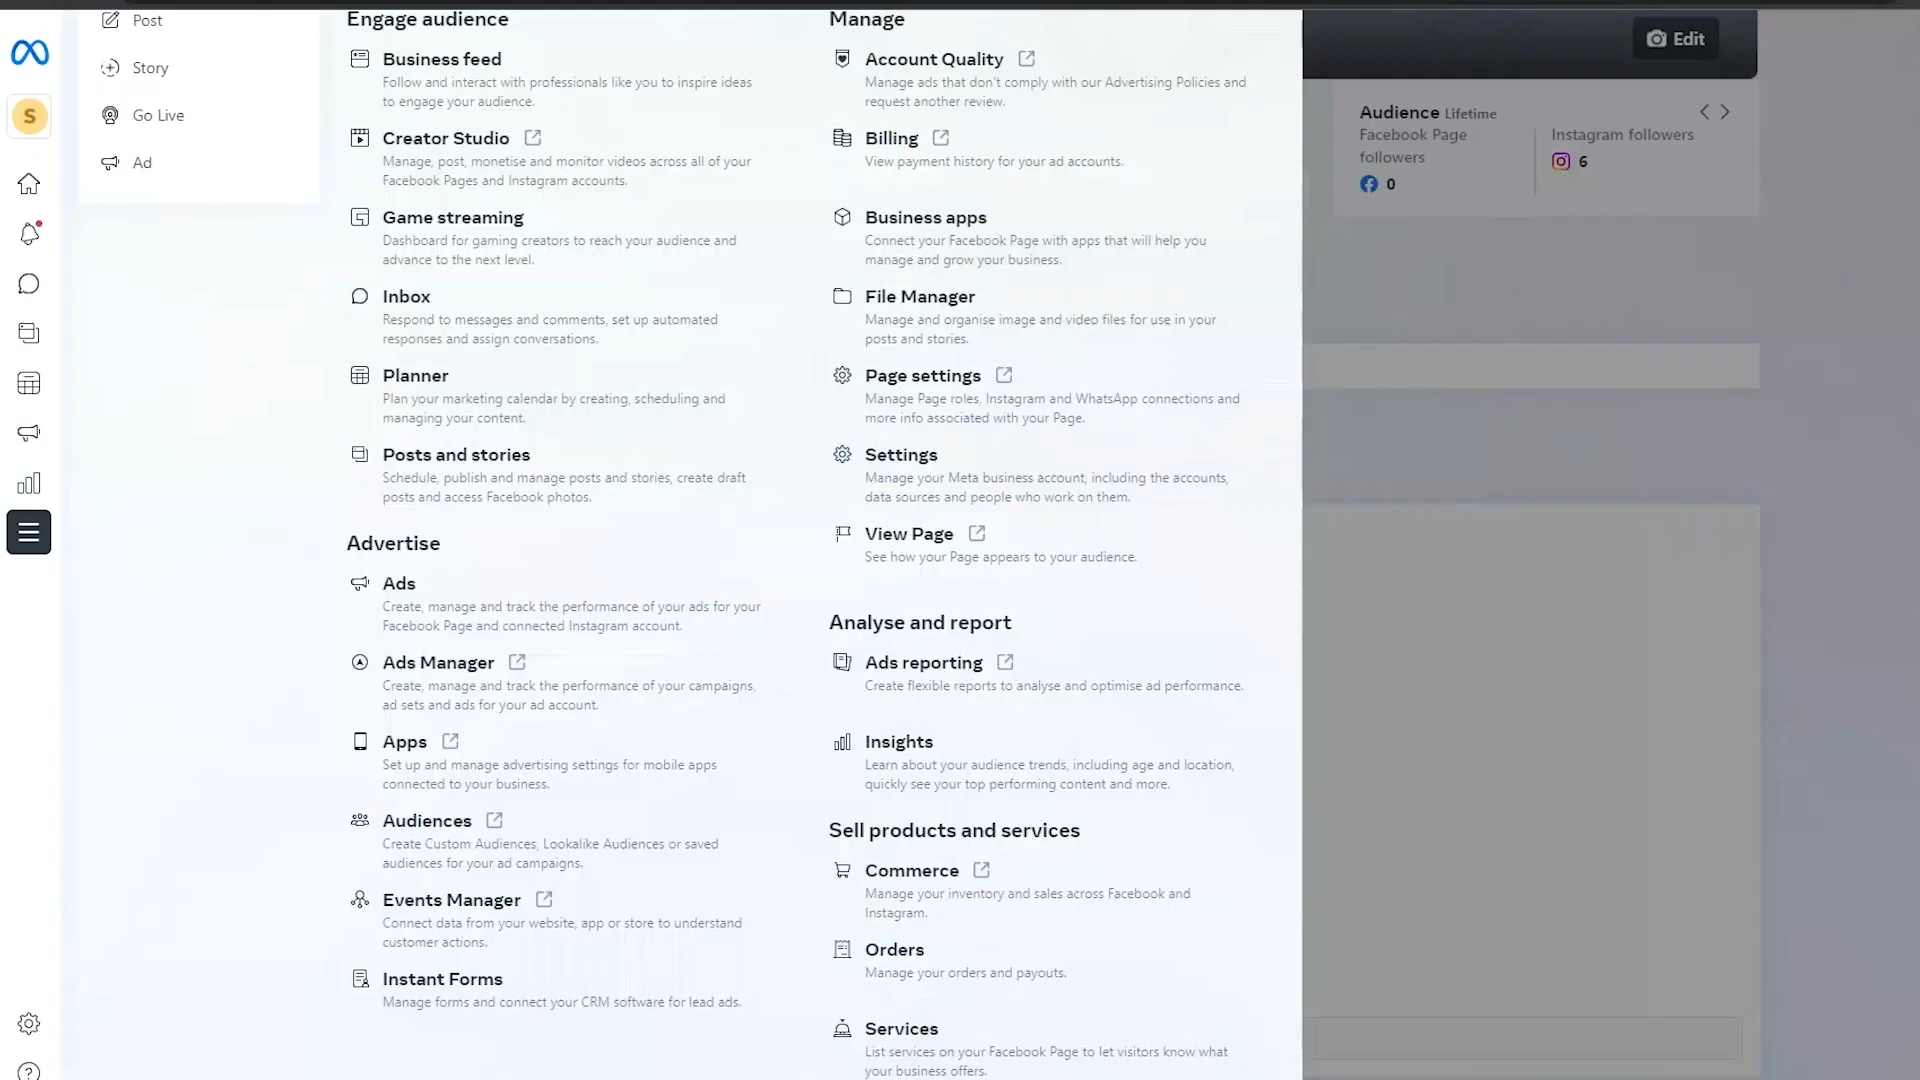 Post
Story
Go Live
Ad
S
Engage audience
Business feed
Follow and interact with professionals like you to inspire ideas
to engage your audience.
Creator Studio
Manage, post, monetise and monitor videos across all of your
Facebook Pages and Instagram accounts.
Game streaming
Dashboard for gaming creators to reach your audience and
advance to the next level.
Inbox
Respond to messages and comments, set up automated
responses and assign conversations.
Planner
Plan your marketing calendar by creating, scheduling and
managing your content.
Posts and stories
Schedule, publish and manage posts and stories, create draft
posts and access Facebook photos.
Advertise
Ads
Create, manage and track the performance of your ads for your
Facebook Page and connected Instagram account.
Ads Manager
Create, manage and track the performance of your campaigns,
ad sets and ads for your ad account.
Apps
Set up and manage advertising settings for mobile apps
connected to your business.
Audiences
Create Custom Audiences, Lookalike Audiences or saved
audiences for your ad campaigns.
Events Manager
Connect data from your website, app or store to understand
customer actions.
Instant Forms
Manage forms and connect your CRM software for lead ads.
Manage
Account Quality
Manage ads that don't comply with our Advertising Policies and
request another review.
Billing
View payment history for your ad accounts.
Business apps
Connect your Facebook Page with apps that will help you
manage and grow your business.
File Manager
Manage and organise image and video files for use in your
posts and stories.
Page settings
Manage Page roles, Instagram and WhatsApp connections and
more info associated with your Page.
Settings
Manage your Meta business account, including the accounts,
data sources and people who work on them.
View Page
See how your Page appears to your audience.
Analyse and report
Ads reporting
Create flexible reports to analyse and optimise ad performance.
Insights
Learn about your audience trends, including age and location,
quickly see your top performing content and more.
Sell products and services
Commerce
Manage your inventory and sales across Facebook and
Instagram.
Orders
Manage your orders and payouts.
Services
List services on your Facebook Page to let visitors know what
your business offers.
Edit
Audience Lifetime
Facebook Page
followers
0
Instagram followers
6